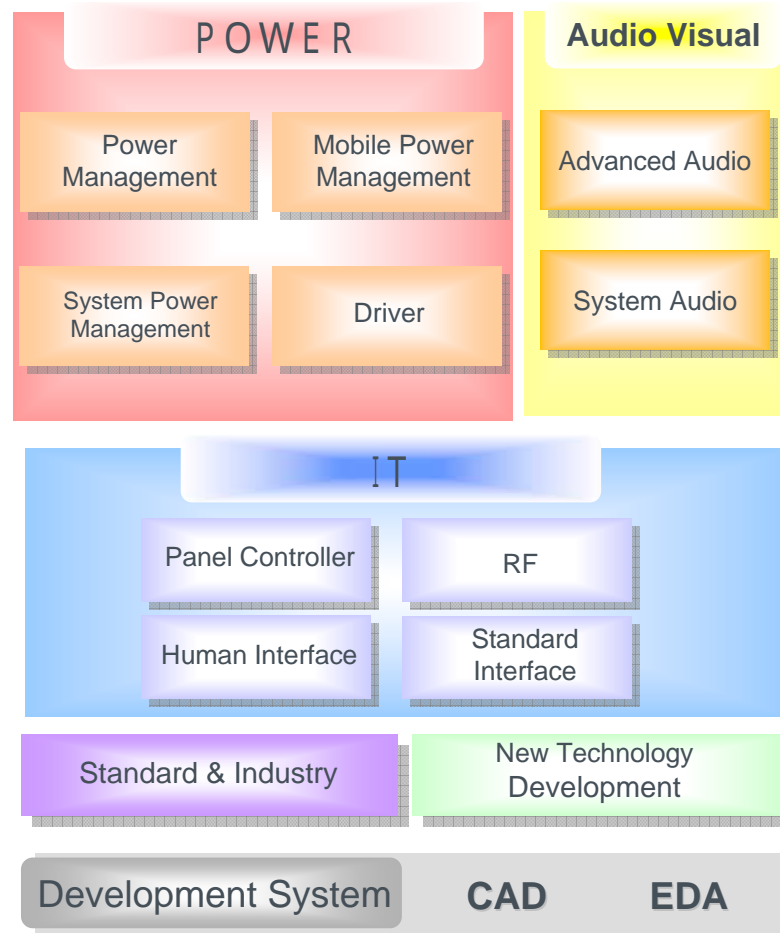 POWER
Power
Management
Mobile Power
Management
System Power
Management
Driver
Audio Visual
Advanced Audio
System Audio
IT
Panel Controller
RF
Human Interface
Standard
Interface
Standard & Industry
New Technology
Development
Development System
CAD
EDA